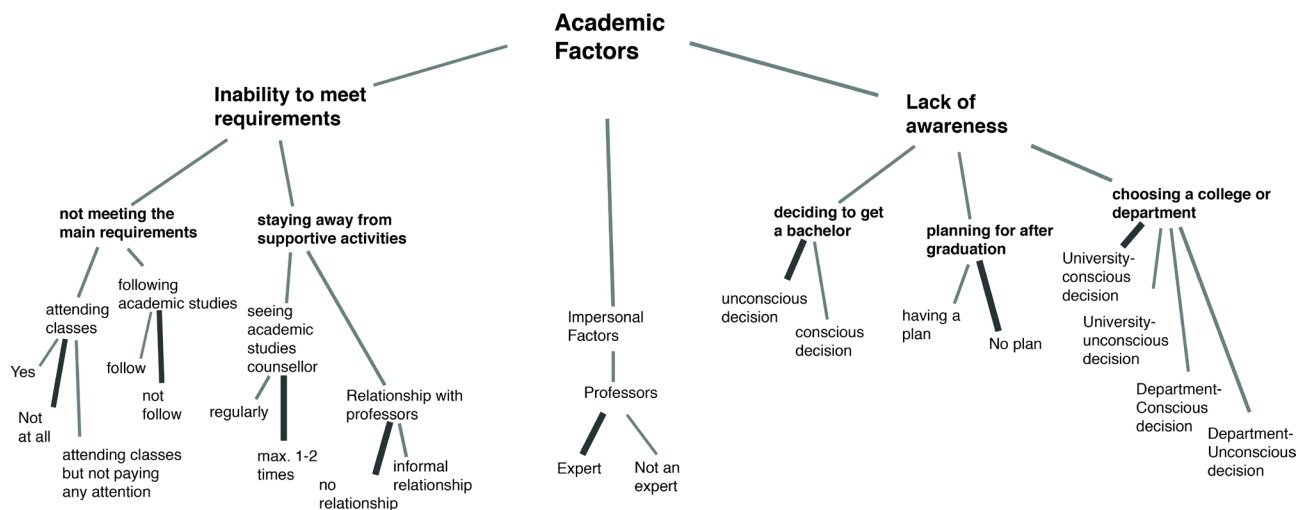 Academic
Factors
Inability to meet
requirements
Lack of
awareness
not meeting the
main requirements
staying away from
supportive activities
deciding to get
a bachelor
planning for after
graduation
choosing a college or
department
attending
classes
following
academic studies
seeing
academic
studies
counsellor
Relationship with
professors
Impersonal
Factors
Professors
unconscious
decision
conscious
decision
having a
plan
No plan
University-
conscious
decision
University-
unconscious
decision
Department-
Conscious
decision
Department-
Unconscious
decision
Yes
Not
at all
attending classes
but not paying
any attention
follow
not
follow
regularly
max. 1-2
times
no
relationship
informal
relationship
Expert
Not an
expert